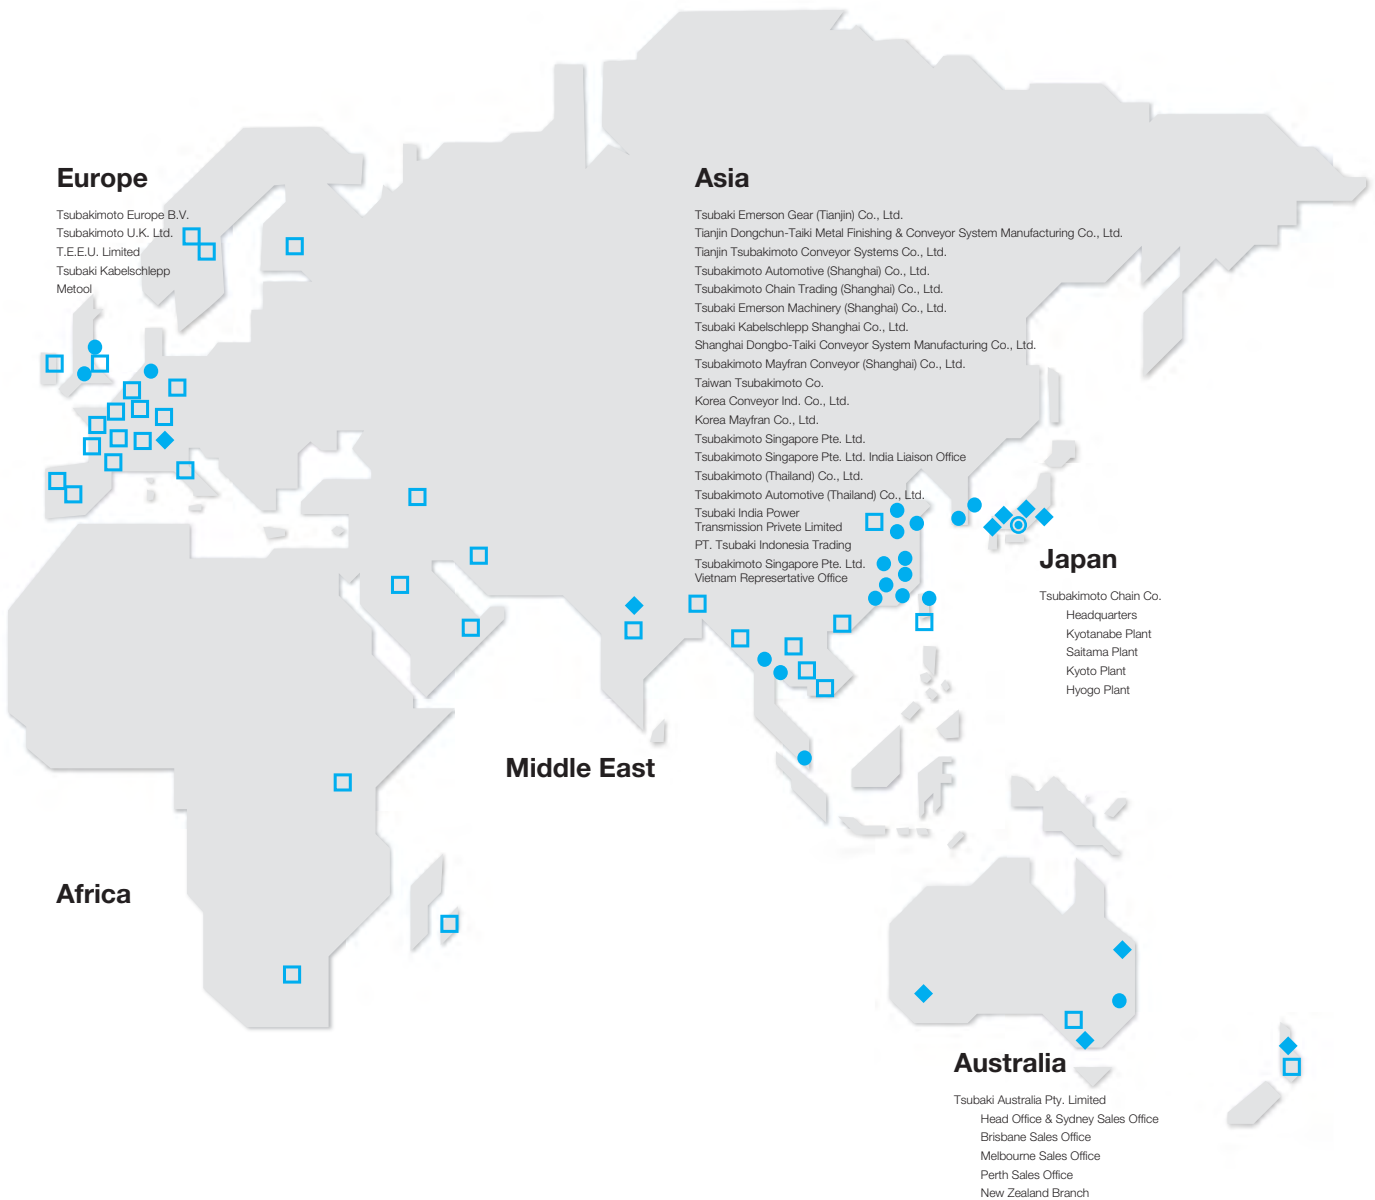 Europe
Tsubakimoto Europe B.V.
Tsubakimoto U.K. Ltd.
T.E.E.U. Limited
Tsubaki Kabelschlepp
Metool
Asia
Tsubaki Emerson Gear (Tianjin) Co., Ltd.
Tianjin Dongchun-Taiki Metal Finishing & Conveyor System Manufacturing Co., Ltd.
Tianjin Tsubakimoto Conveyor Systems Co., Ltd.
Tsubakimoto Automotive (Shanghai) Co., Ltd.
Tsubakimoto Chain Trading (Shanghai) Co., Ltd.
Tsubaki Emerson Machinery (Shanghai) Co., Ltd.
Tsubaki Kabelschlepp Shanghai Co., Ltd.
Shanghai Dongbo-Taiki Conveyor System Manufacturing Co., Ltd.
Tsubakimoto Mayfran Conveyor (Shanghai) Co., Ltd.
Taiwan Tsubakimoto Co.
Korea Conveyor Ind. Co., Ltd.
Korea Mayfran Co., Ltd.
Tsubakimoto Singapore Pte. Ltd.
Tsubakimoto Singapore Pte. Ltd. India Liaison Office
Tsubakimoto (Thailand) Co., Ltd.
Tsubakimoto Automotive (Thailand) Co., Ltd.
Tsubaki India Power
Transmission Privete Limited
PT. Tsubaki Indonesia Trading
Tsubakimoto Singapore Pte. Ltd.
Vietnam Represertative Office
Japan
Tsubakimoto Chain Co.
Headquarters
Kyotanabe Plant
Saitama Plant
Kyoto Plant
Hyogo Plant
Middle East
Africa
Australia
Tsubaki Australia Pty. Limited
Head Office & Sydney Sales Office
Brisbane Sales Office
Melbourne Sales Office
Perth Sales Office
New Zealand Branch